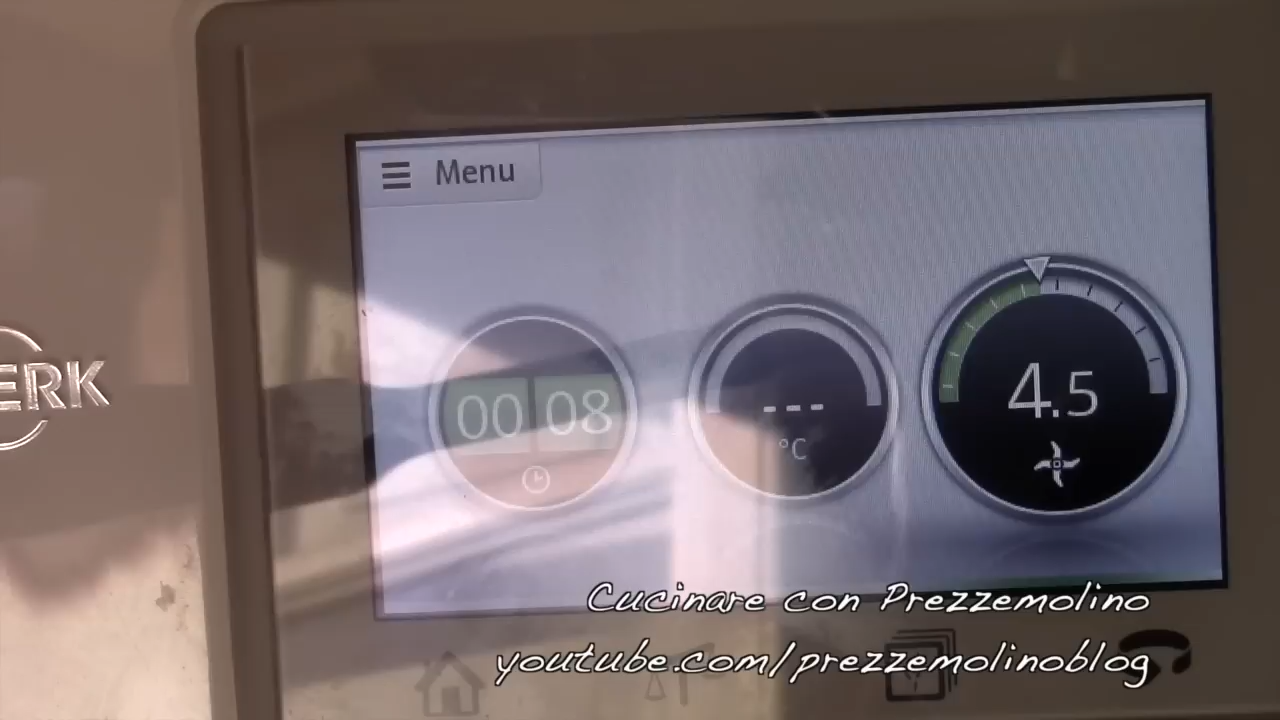 Menu
00 08
---
°C
4.5
ERK
Cucinare con Prezzemolino
youtube.com/prezzemolinoblog